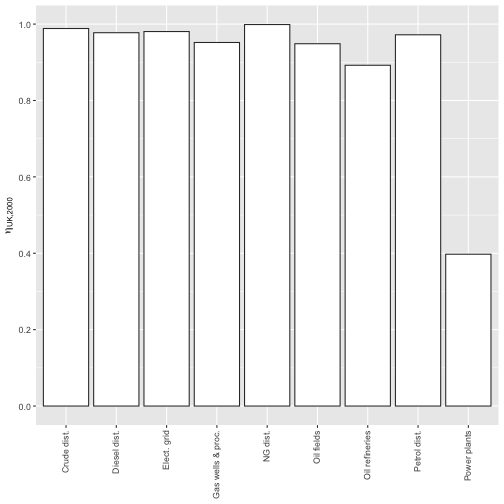 ηUK,2000
1.0
0.8
0.6
0.4
0.2
0.0
Crude dist.
Diesel dist.
Elect. grid
Gas wells & proc.
NG dist.
Oil fields
Oil refineries
Petrol dist.
Power plants